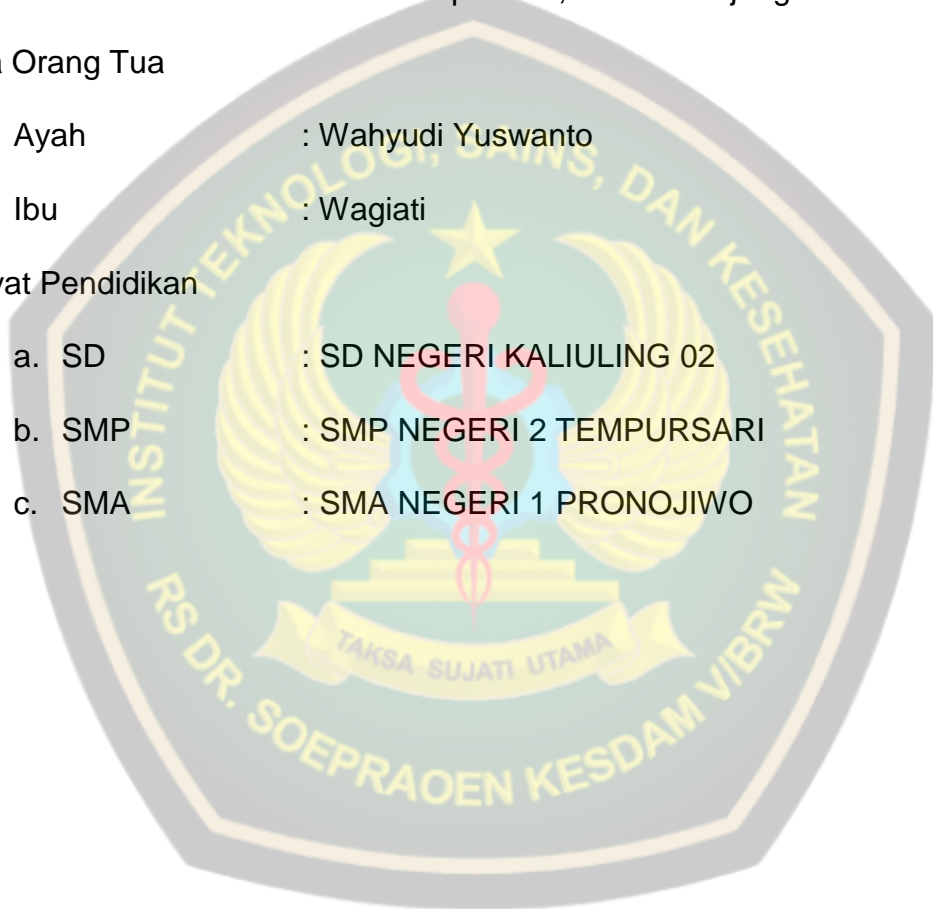 a Orang Tua
Ayah : Wahyudi Yuswanto
Ibu : Wagiati
yat Pendidikan
a. SD : SD NEGERI KALIULING 02
b. SMP : SMP NEGERI 2 TEMPURSARI
c. SMA : SMA NEGERI 1 PRONOJIWO
INSTITUT TEKNOLOGI, SAINS, DAN KESEHATAN
TAKSA SUJATI UTAMA
RS DR. SOEPRAOEN KESDAM V/BRW